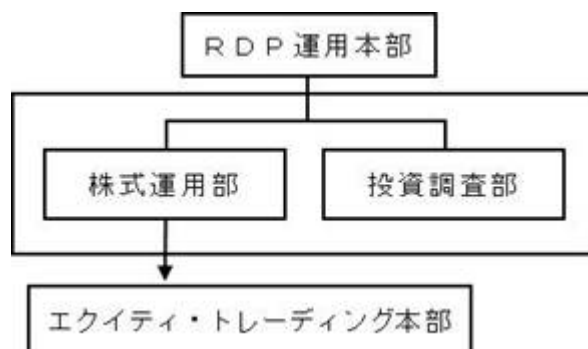 ＲＤＰ運用本部
株式運用部
投資調査部
エクイティ・トレーディング本部